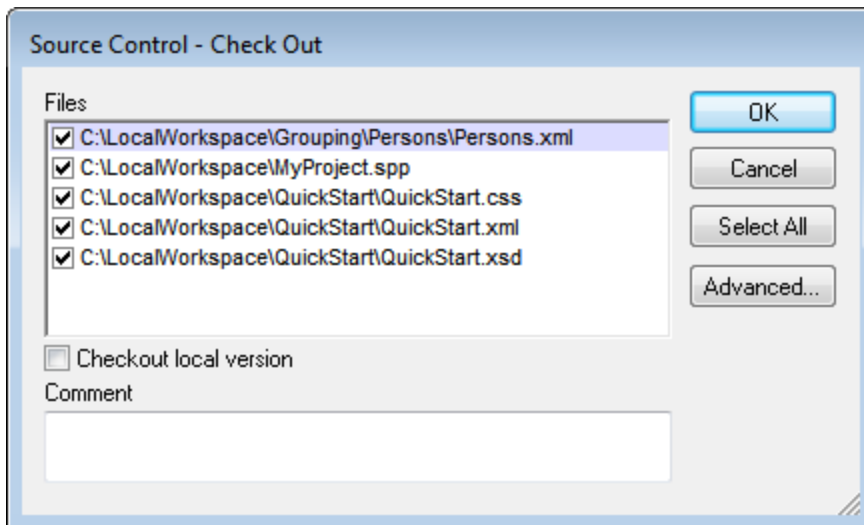 Source Control - Check Out
Files
C:\LocalWorkspace\Grouping\Persons\Persons.xml
C:\LocalWorkspace\MyProject.spp
C:\LocalWorkspace\QuickStart\QuickStart.css
C:\LocalWorkspace\QuickStart\QuickStart.xml
C:\LocalWorkspace\QuickStart\QuickStart.xsd
OK
Cancel
Select All
Advanced...
Checkout local version
Comment